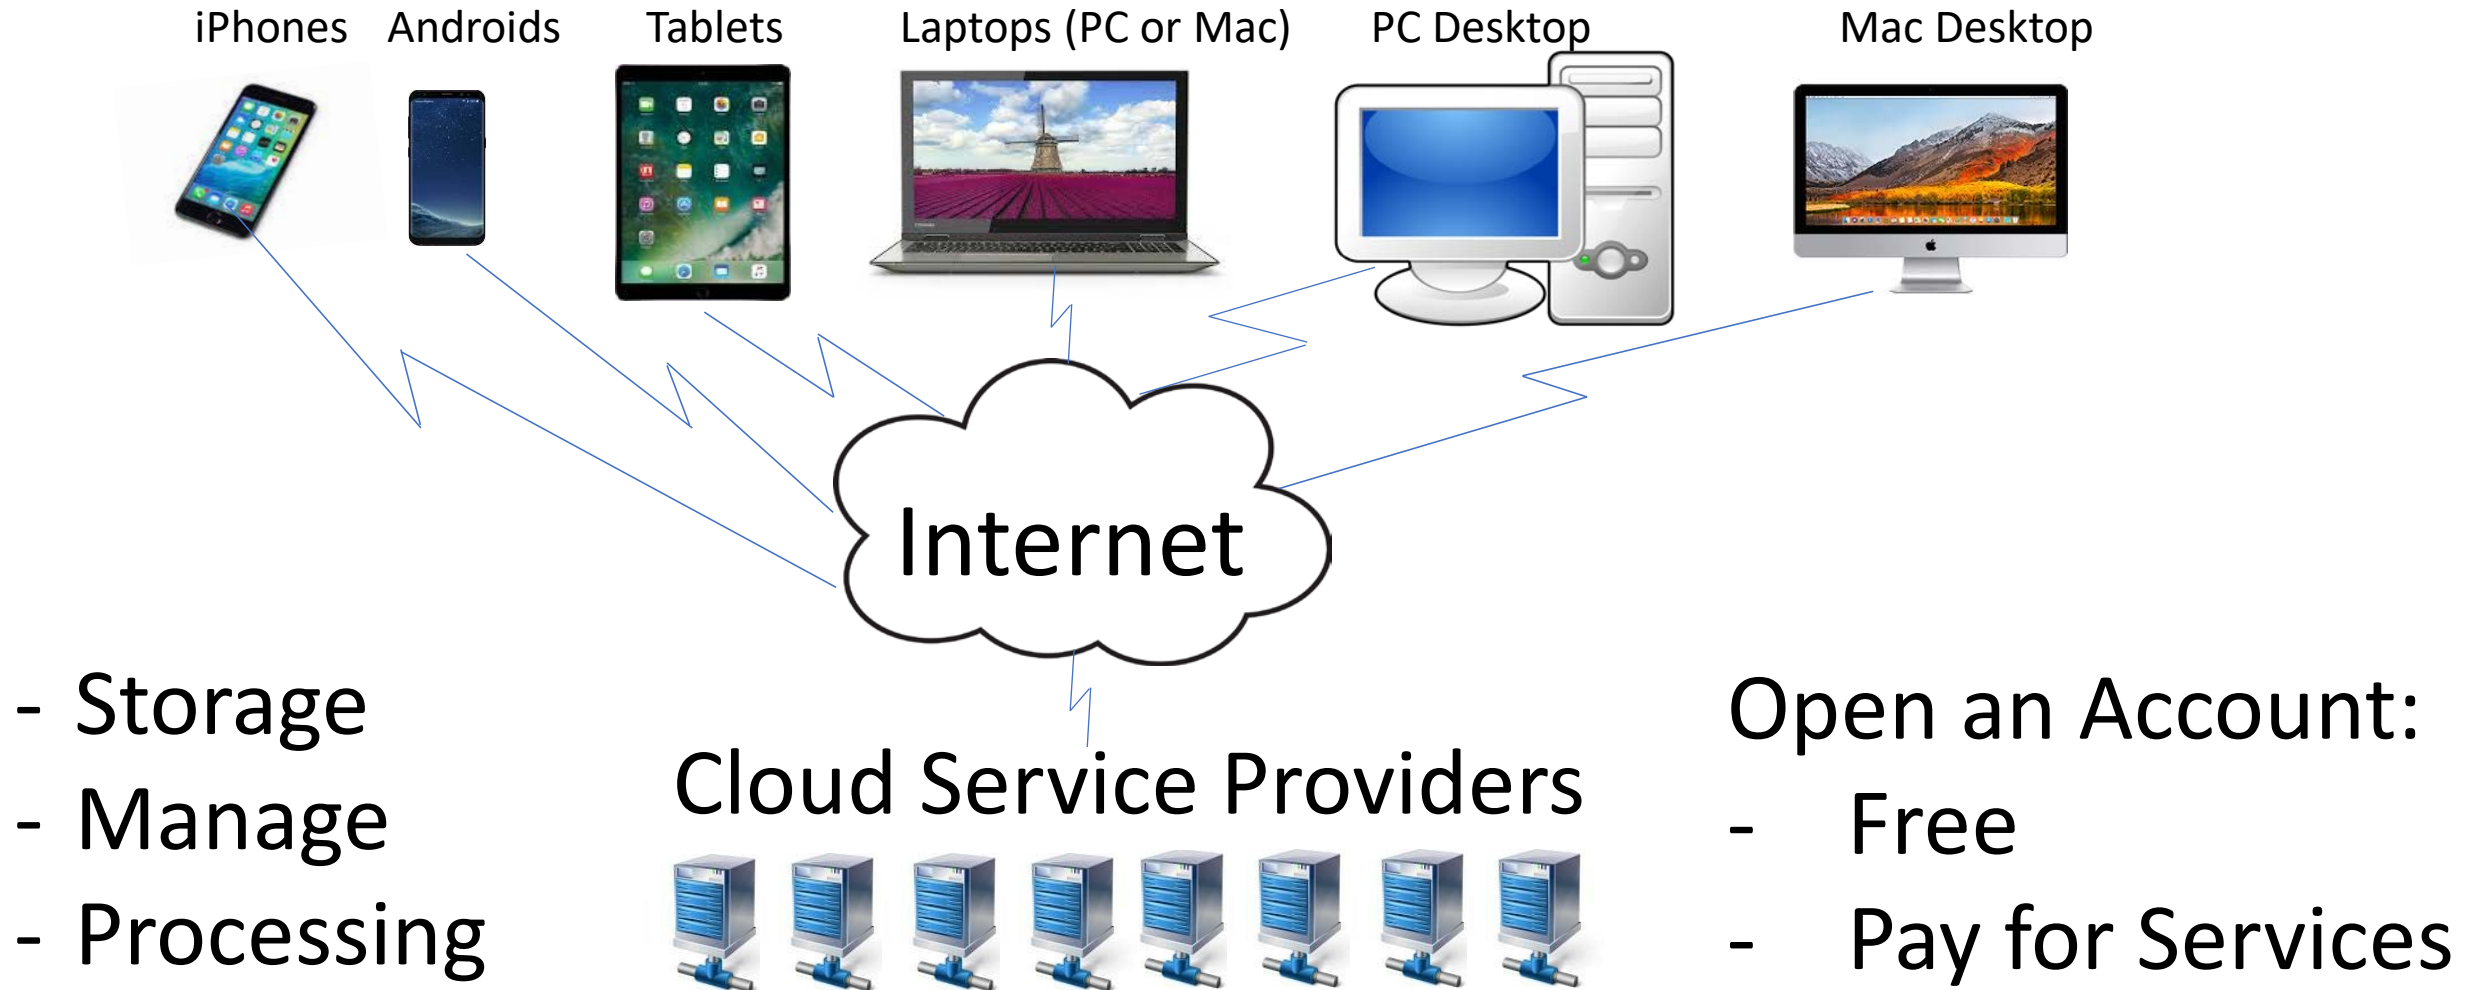 iPhones Androids Tablets Laptops (PC or Mac) PC Desktop Mac Desktop
Internet
- Storage
- Manage
- Processing
Cloud Service Providers
Open an Account:
- Free
- Pay for Services